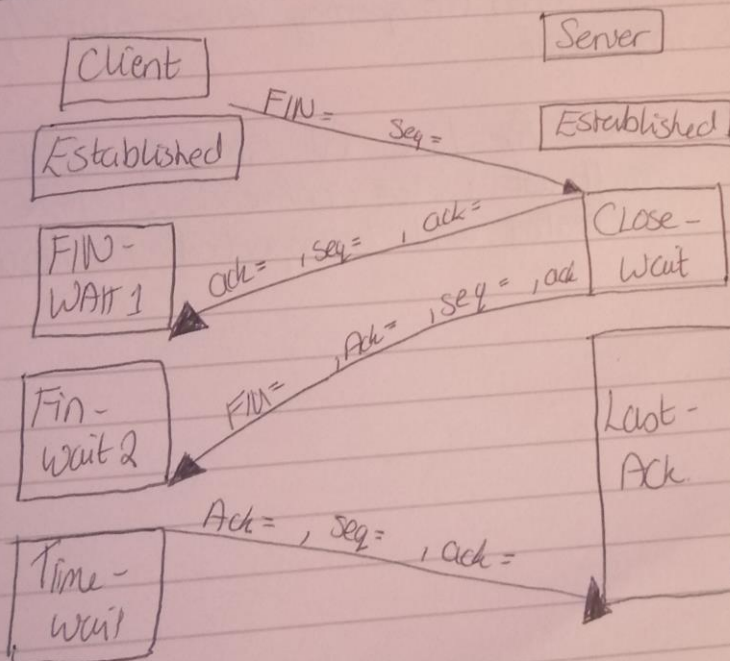 Client
Server
Established
Established
FIN= Seq=
FIN-
WAIT 1
ack= , seq= , ack=
Close-
Wait
FIN= , Ack= , seq= , ack
Fin-
wait 2
Last-
Ack
Ack= , seq= , ack=
Time-
wait